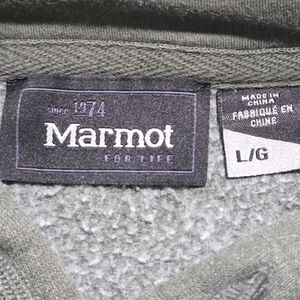 SINCE 1974
Marmot
FOR LIFE
MADE IN
CHINA
FABRIQUÉ EN
CHINE
L/G